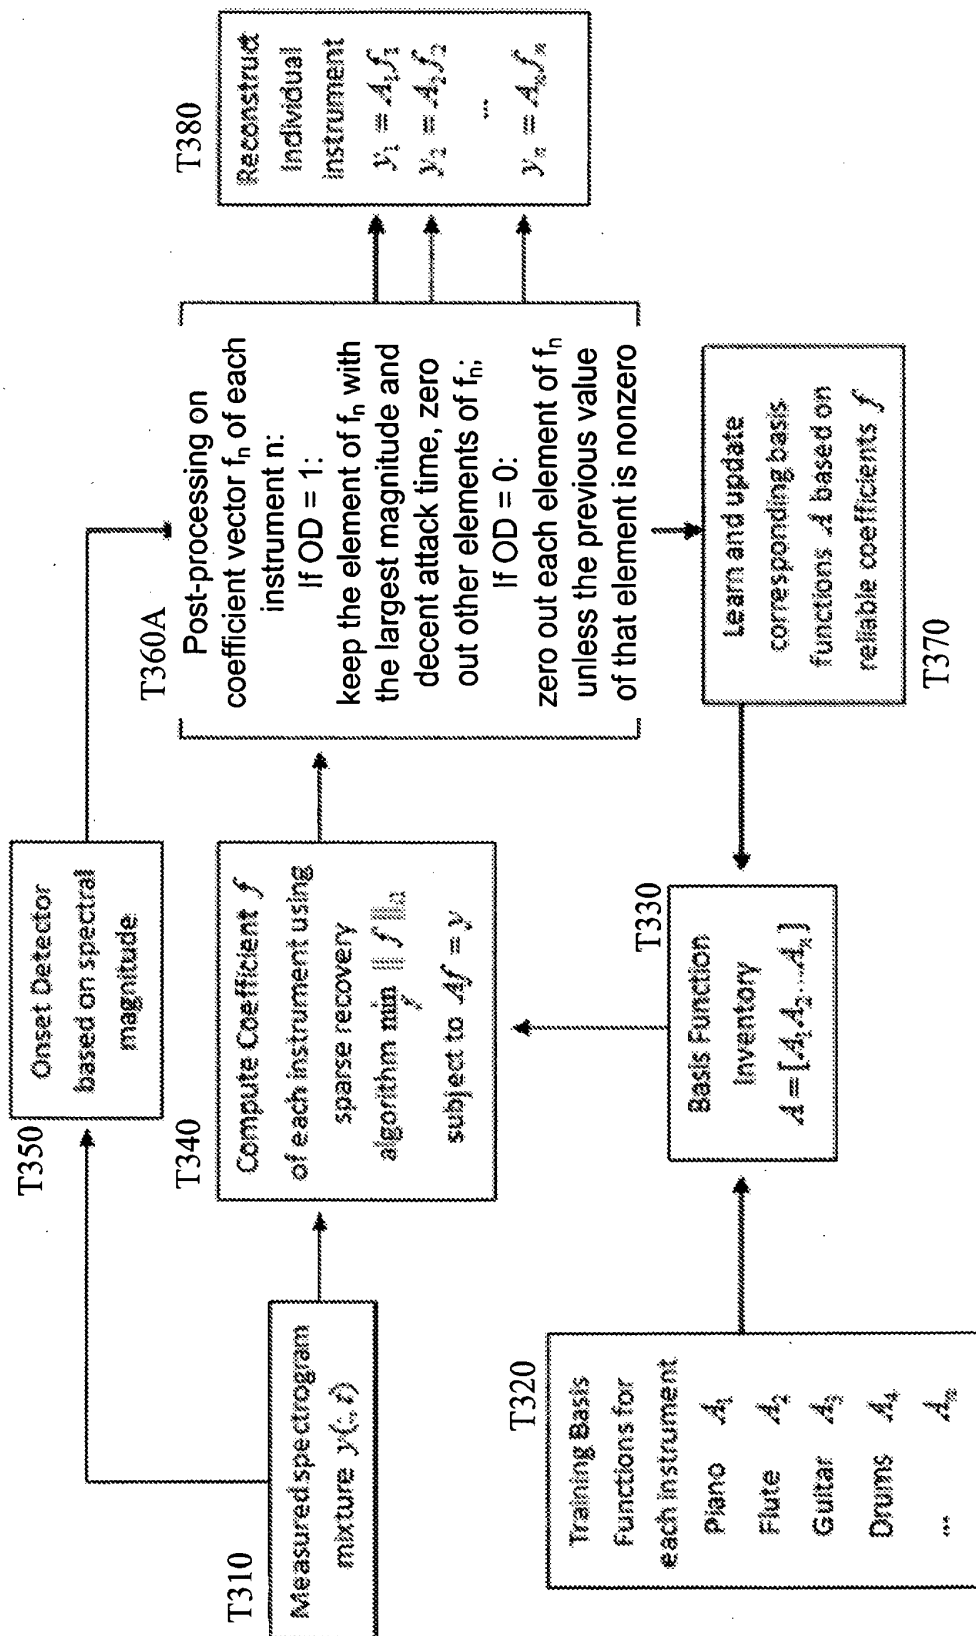 T310
Measured spectrogram
mixture y(:, t)
T350
Onset Detector
based on spectral
magnitude:
T340
Compute Coefficient f
of each instrument using
sparse recovery
algorithm min_f || f ||_l1
subject to Af = y
T320
Training Basis
Functions for
each instrument
Piano A₁
Flute A₂
Guitar A₃
Drums A₄
... Aₙ
T330
Basis Function
Inventory
A = [A₁A₂...Aₙ]
T360A
Post-processing on
coefficient vector fₙ of each
instrument n:
If OD = 1:
keep the element of fₙ with
the largest magnitude and
decent attack time, zero
out other elements of fₙ;
If OD = 0:
zero out each element of fₙ
unless the previous value
of that element is nonzero
T370
Learn and update
corresponding basis
functions A based on
reliable coefficients f
T380
Reconstruct
Individual
instrument
y₁ = A₁f₁
y₂ = A₂f₂
...
yₙ = Aₙfₙ